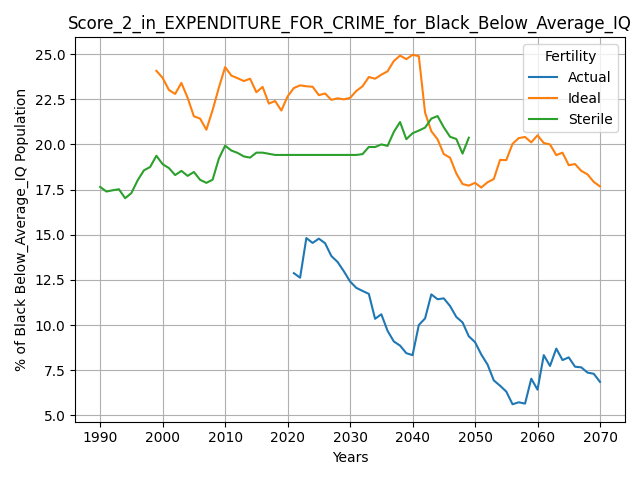 Score_2_in_EXPENDITURE_FOR_CRIME_for_Black_Below_Average_IQ
% of Black Below_Average_IQ Population
25.0
22.5
20.0
17.5
15.0
12.5
10.0
7.5
5.0
Fertility
Actual
Ideal
Sterile
1990 2000 2010 2020 2030 2040 2050 2060 2070
Years